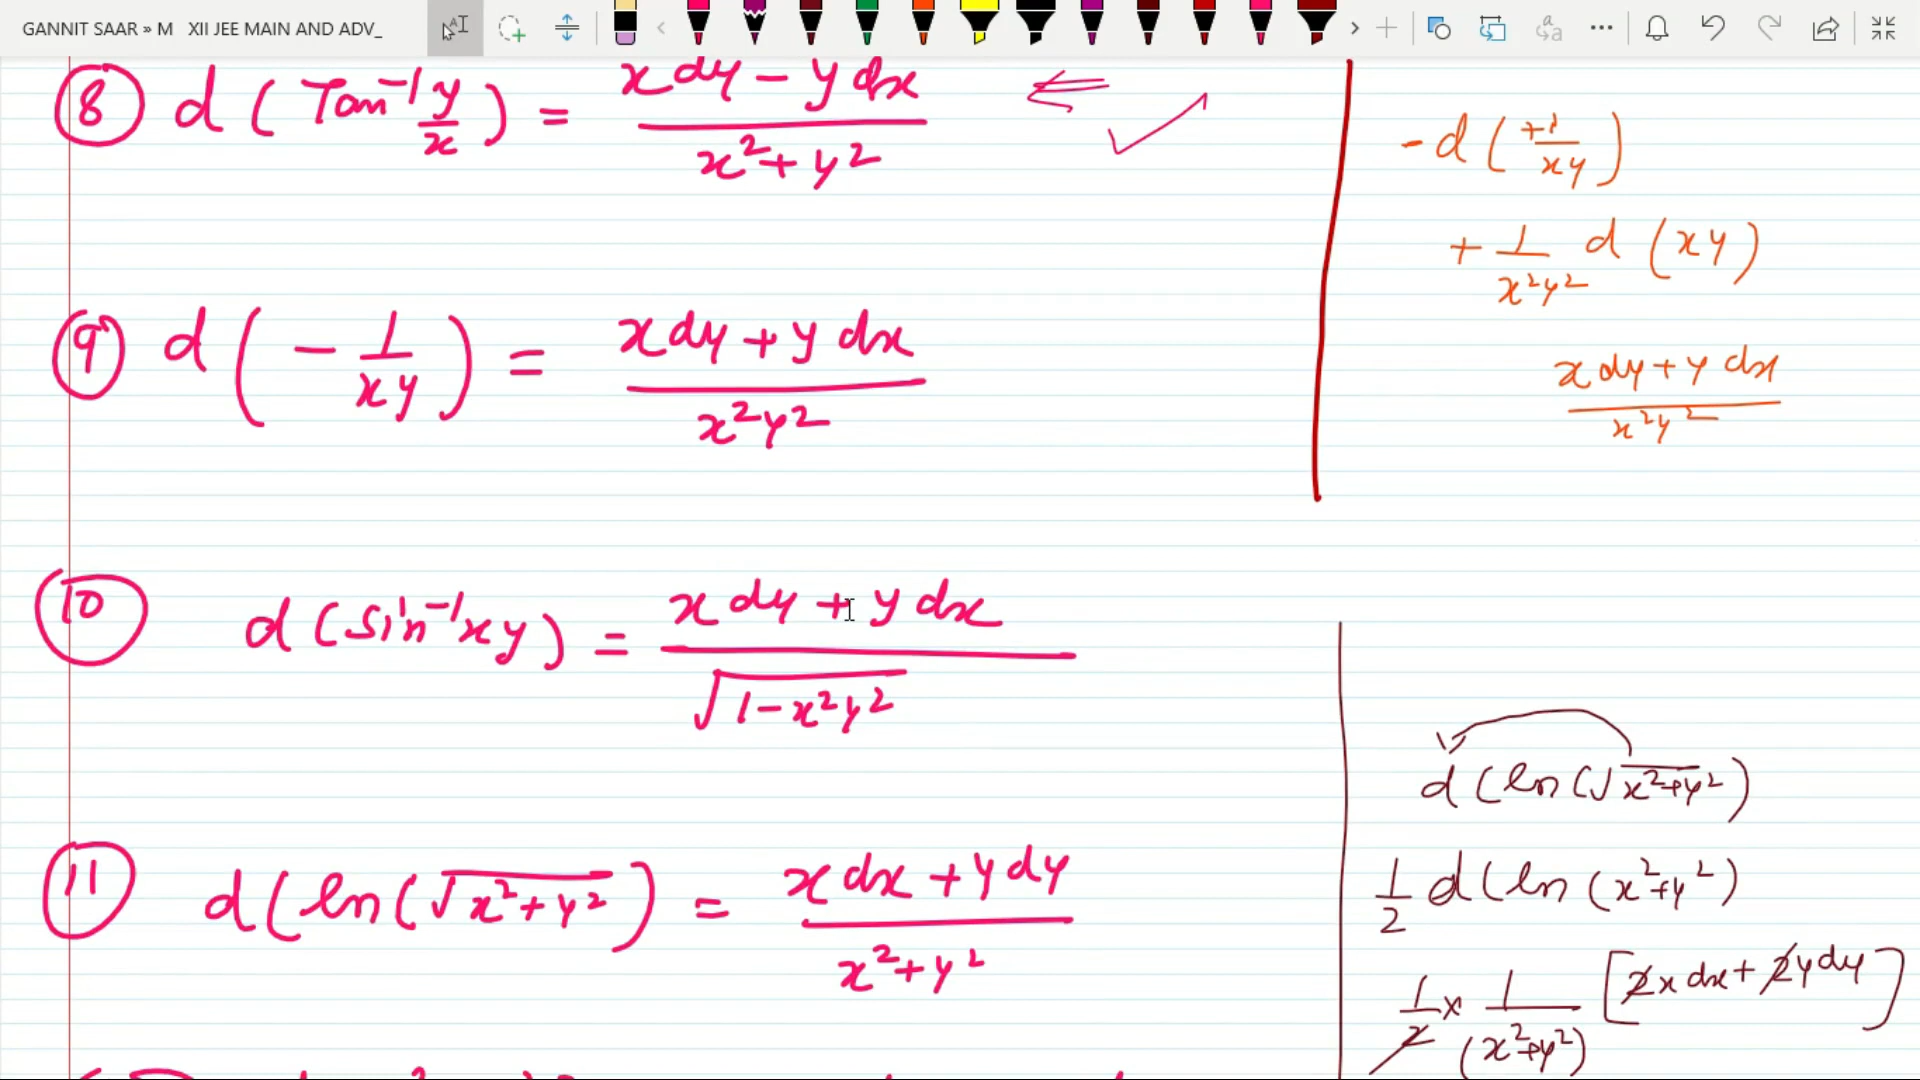 GANNIT SAAR » M XII JEE MAIN AND ADV_
⑧ d(Tan⁻¹ y/x) = (x dy − y dx)/(x² + y²)
⑨ d(− 1/xy) = (x dy + y dx)/(x²y²)
⑩ d(sin⁻¹xy) = (x dy + y dx)/√(1 − x²y²)
⑪ d(ln(√(x² + y²)) = (x dx + y dy)/(x² + y²)
−d(+1/xy)
+ 1/(x²y²) d(xy)
(x dy + y dx)/(x²y²)
d(ln(√(x²+y²))
1/2 d(ln(x²+y²)
1/2 × 1/(x²+y²) [2x dx + 2y dy]